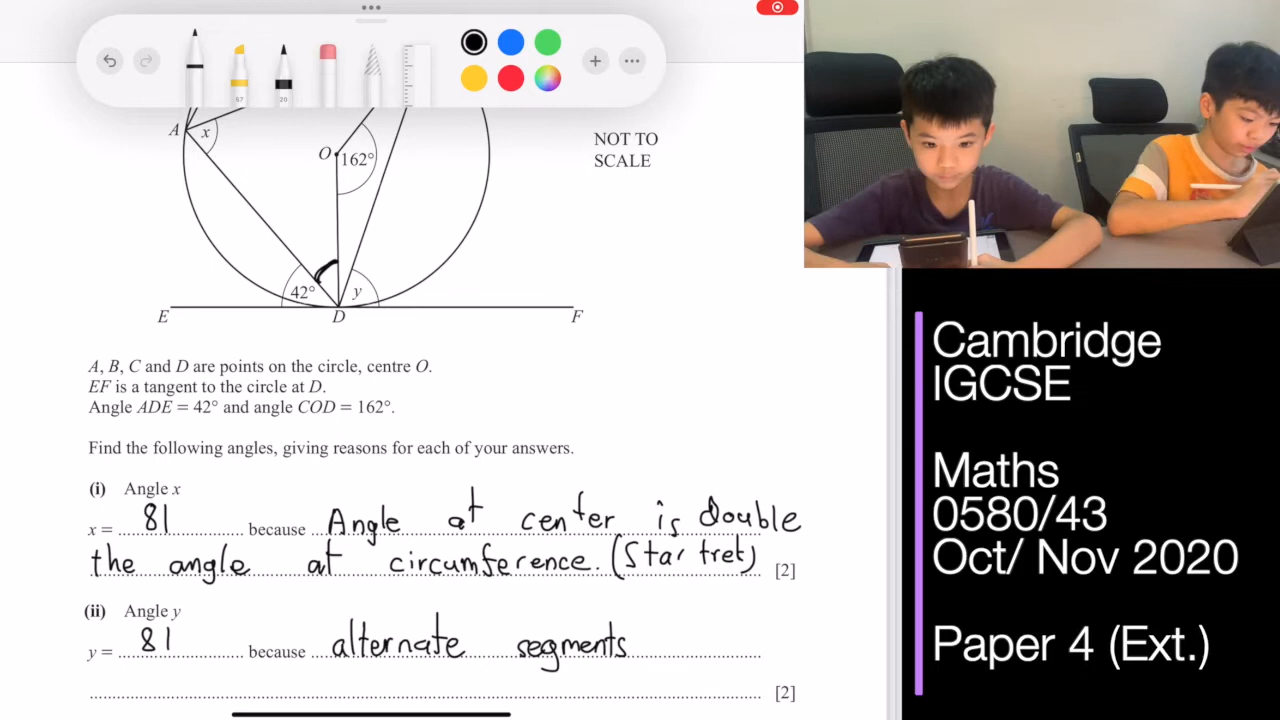 57
20
A
x
O
162°
NOT TO
SCALE
42°
y
E
D
F
A, B, C and D are points on the circle, centre O.
EF is a tangent to the circle at D.
Angle ADE = 42° and angle COD = 162°.
Find the following angles, giving reasons for each of your answers.
(i) Angle x
x = 81 because Angle at center is double
the angle at circumference. (Star tret) [2]
(ii) Angle y
y = 81 because alternate segments
[2]
Cambridge
IGCSE
Maths
0580/43
Oct/ Nov 2020
Paper 4 (Ext.)